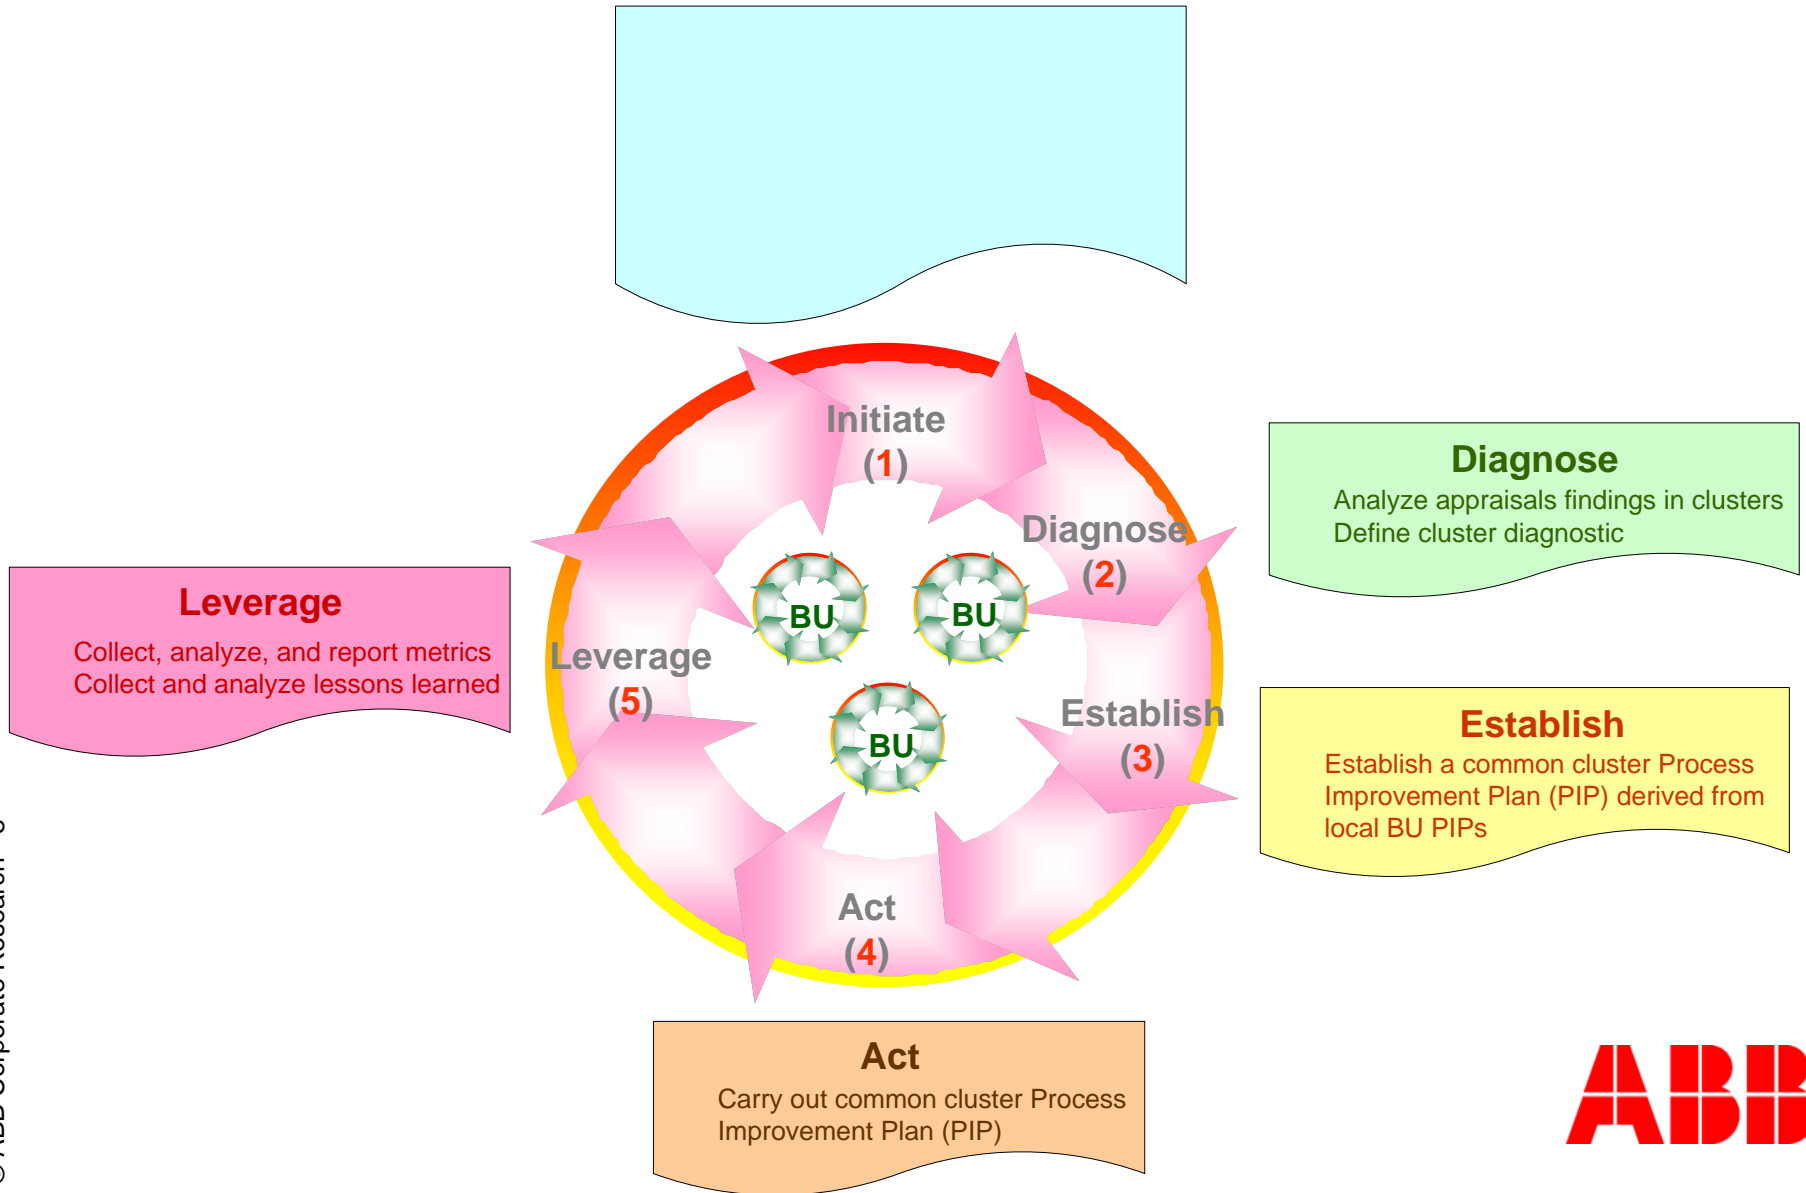 Initiate
(1)
Diagnose
(2)
Establish
(3)
Act
(4)
Leverage
(5)
BU
BU
BU
Diagnose
Analyze appraisals findings in clusters
Define cluster diagnostic
Establish
Establish a common cluster Process
Improvement Plan (PIP) derived from
local BU PIPs
Act
Carry out common cluster Process
Improvement Plan (PIP)
Leverage
Collect, analyze, and report metrics
Collect and analyze lessons learned
ABB